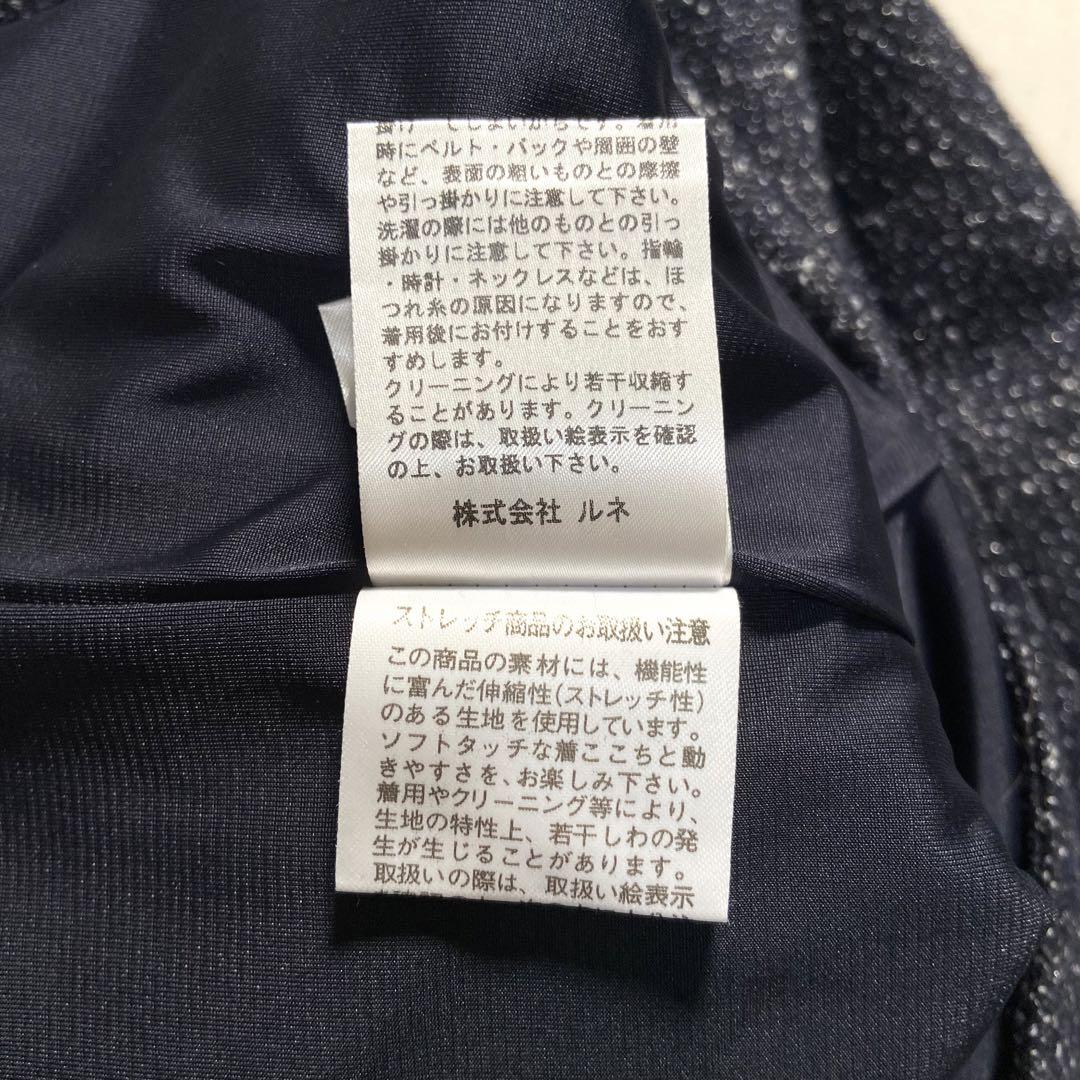 てしまいがちです。着用
時にベルト・バックや周囲の壁
など、表面の粗いものとの摩擦
や引っ掛かりに注意して下さい。
洗濯の際には他のものとの引っ
掛かりに注意して下さい。指輪
・時計・ネックレスなどは、ほ
つれ糸の原因になりますので、
着用後にお付けすることをおす
すめします。
クリーニングにより若干収縮す
ることがあります。クリーニン
グの際は、取扱い絵表示を確認
の上、お取扱い下さい。
株式会社 ルネ
ストレッチ商品のお取扱い注意
この商品の素材には、機能性
に富んだ伸縮性(ストレッチ性)
のある生地を使用しています。
ソフトタッチな着ここちと動
きやすさを、お楽しみ下さい。
着用やクリーニング等により、
生地の特性上、若干しわの発
生が生じることがあります。
取扱いの際は、取扱い絵表示